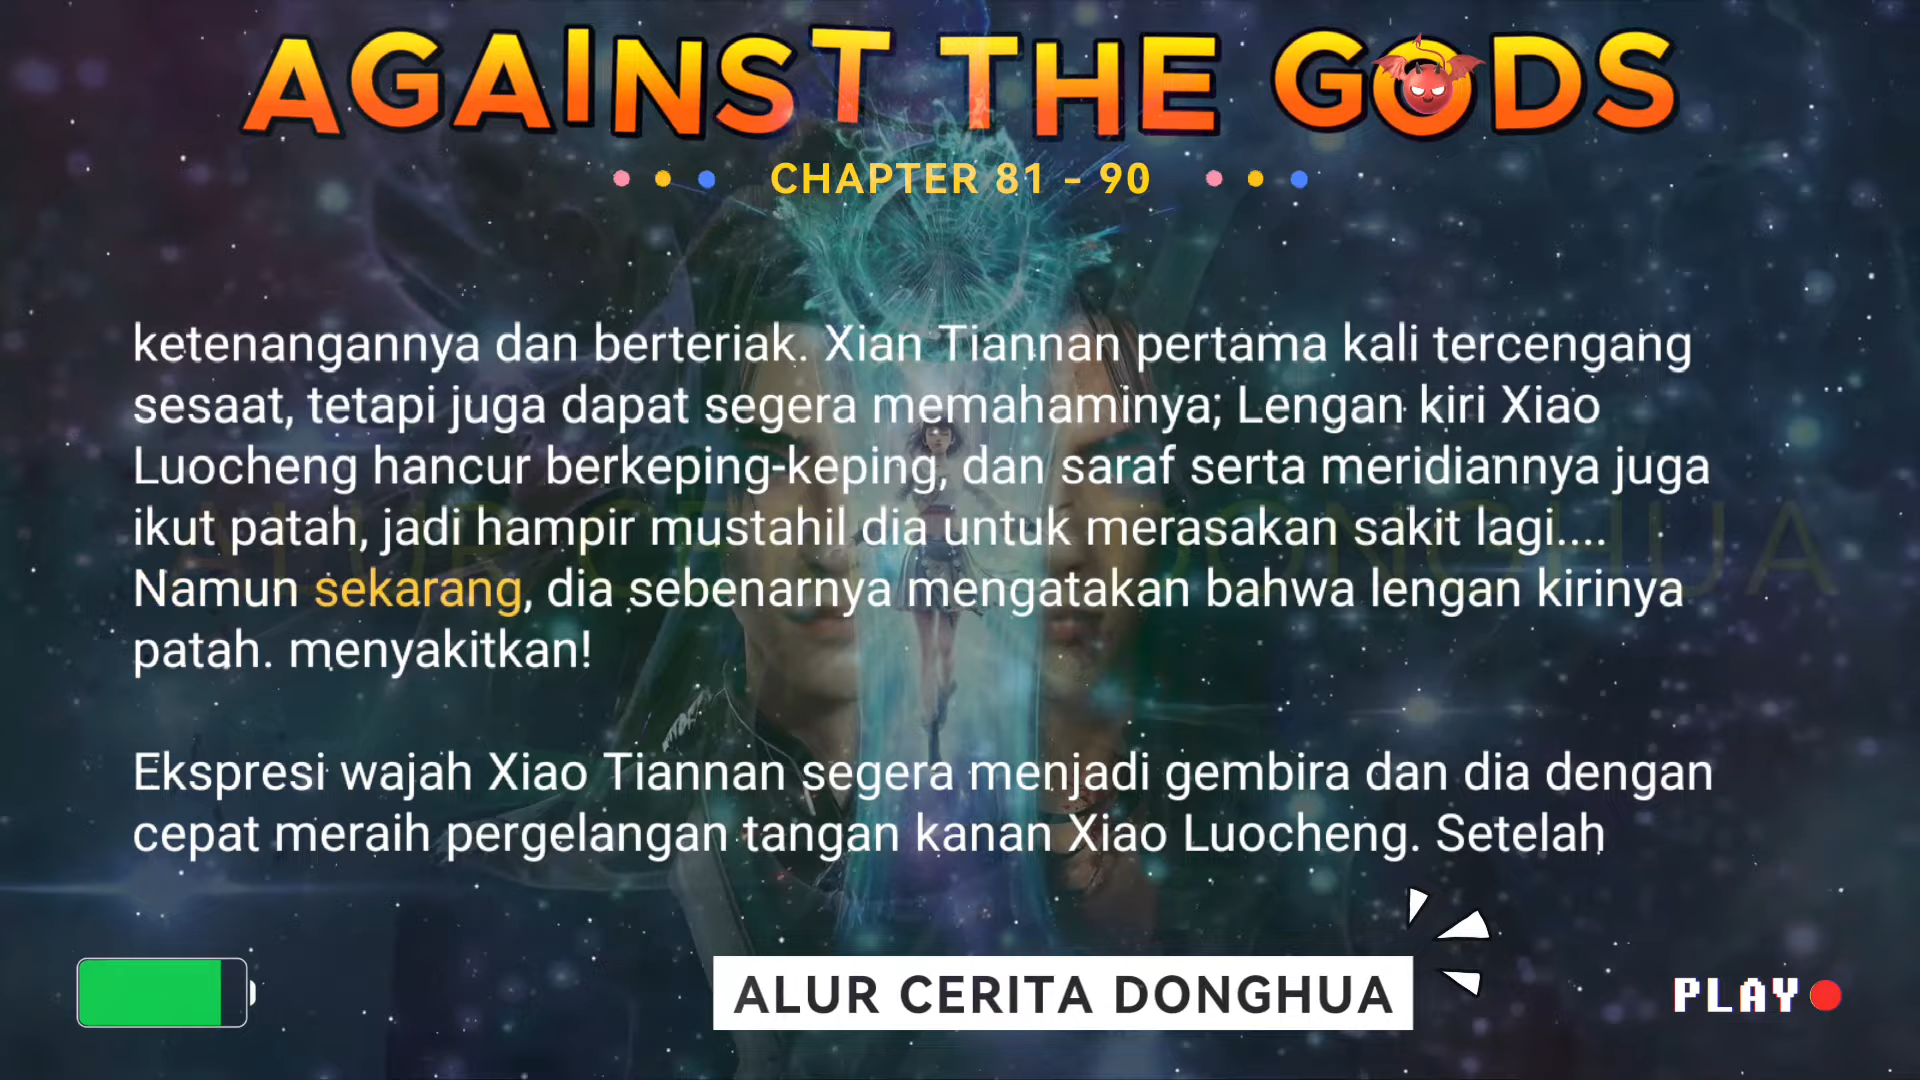 AGAINST THE GODS
CHAPTER 81 - 90
ketenangannya dan berteriak. Xian Tiannan pertama kali tercengang
sesaat, tetapi juga dapat segera memahaminya; Lengan kiri Xiao
Luocheng hancur berkeping-keping, dan saraf serta meridiannya juga
ikut patah, jadi hampir mustahil dia untuk merasakan sakit lagi....
Namun sekarang, dia sebenarnya mengatakan bahwa lengan kirinya
patah. menyakitkan!
Ekspresi wajah Xiao Tiannan segera menjadi gembira dan dia dengan
cepat meraih pergelangan tangan kanan Xiao Luocheng. Setelah
ALUR CERITA DONGHUA
PLAY